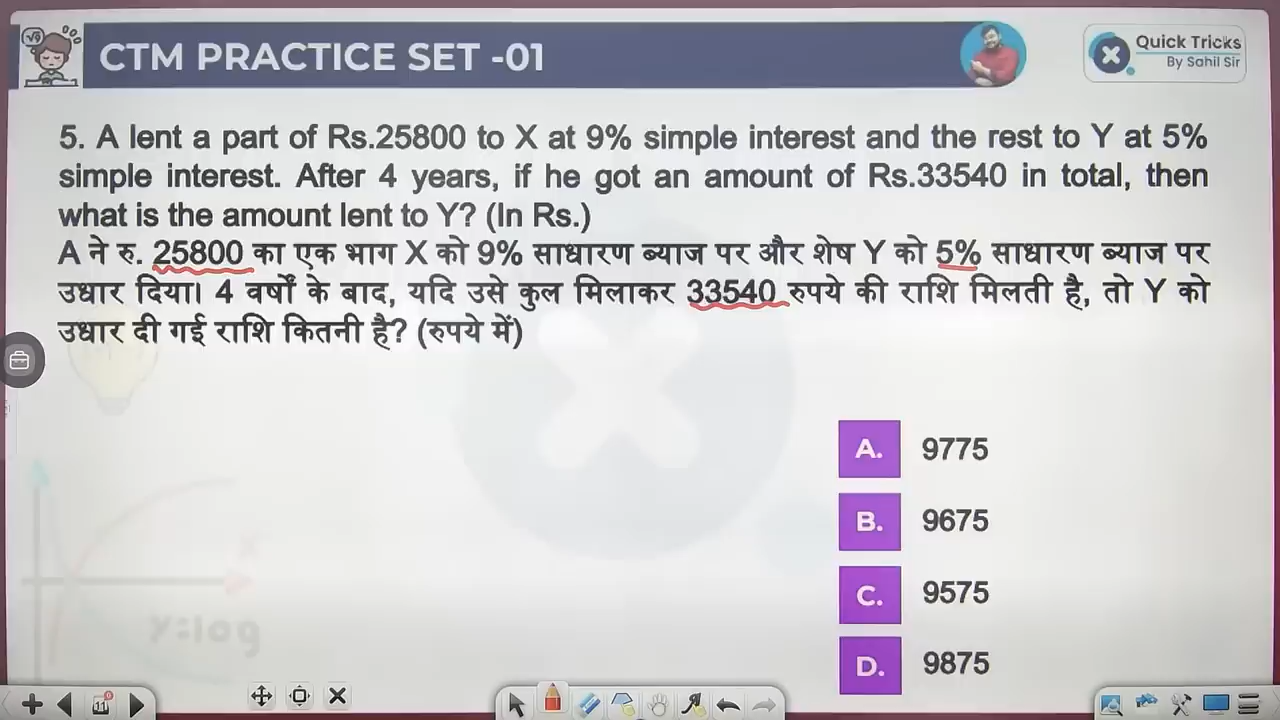 CTM PRACTICE SET -01
Quick Tricks
By Sahil Sir
5. A lent a part of Rs.25800 to X at 9% simple interest and the rest to Y at 5%
simple interest. After 4 years, if he got an amount of Rs.33540 in total, then
what is the amount lent to Y? (In Rs.)
A ने रु. 25800 का एक भाग X को 9% साधारण ब्याज पर और शेष Y को 5% साधारण ब्याज पर
उधार दिया। 4 वर्षों के बाद, यदि उसे कुल मिलाकर 33540 रुपये की राशि मिलती है, तो Y को
उधार दी गई राशि कितनी है? (रुपये में)
A. 9775
B. 9675
C. 9575
D. 9875
y=log
11